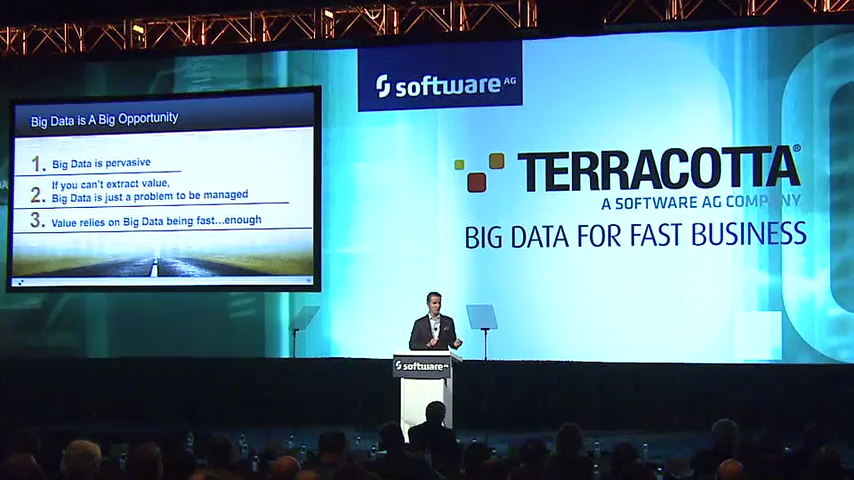 software AG
Big Data is A Big Opportunity
1. Big Data is pervasive
2. If you can't extract value,
Big Data is just a problem to be managed
3. Value relies on Big Data being fast...enough
TERRACOTTA®
A SOFTWARE AG COMPANY
BIG DATA FOR FAST BUSINESS
software AG